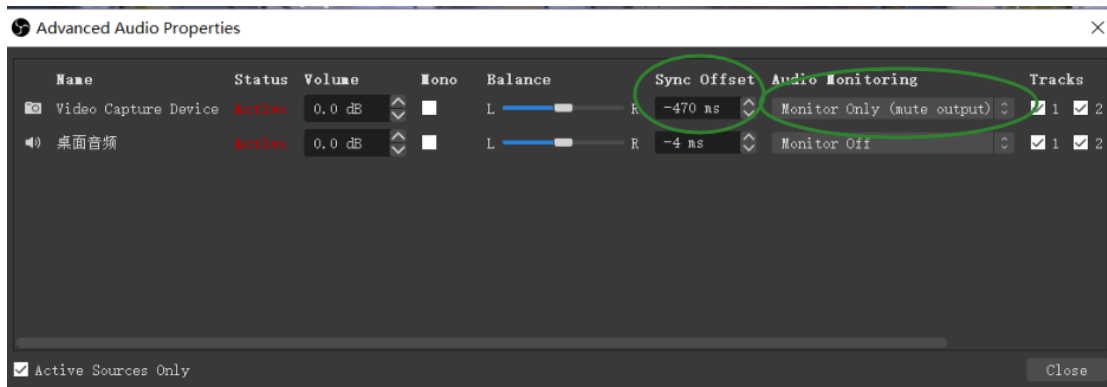 Advanced Audio Properties
Name Status Volume Mono Balance Sync Offset Audio Monitoring Tracks
Video Capture Device Active 0.0 dB L R -470 ms Monitor Only (mute output) 1 2
桌面音频 Active 0.0 dB L R -4 ms Monitor Off 1 2
Active Sources Only Close